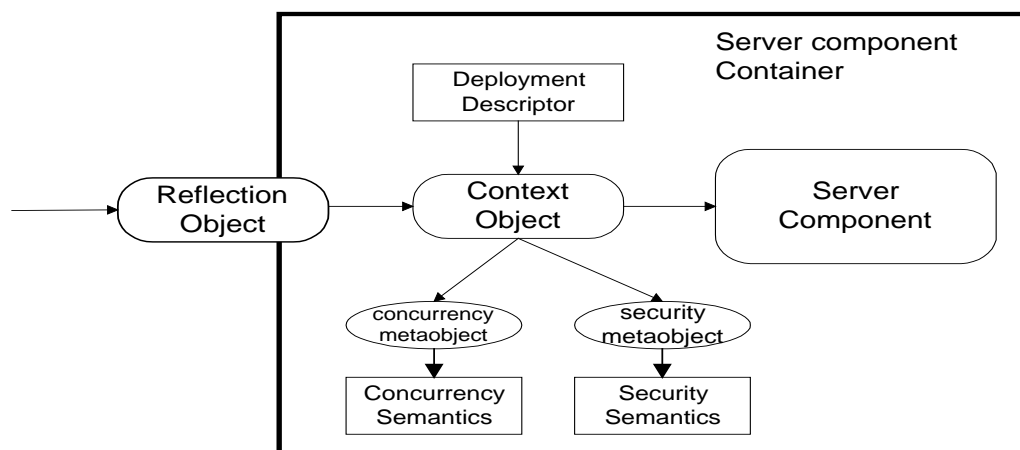 Server component
Container
Deployment
Descriptor
Reflection
Object
Context
Object
Server
Component
concurrency
metaobject
security
metaobject
Concurrency
Semantics
Security
Semantics